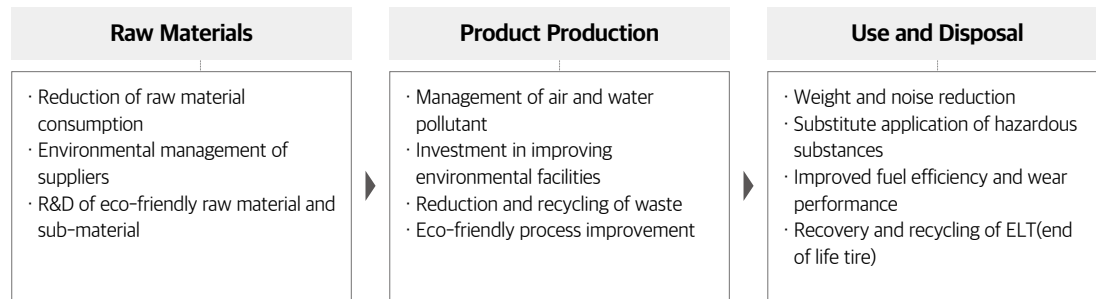 Raw Materials
· Reduction of raw material
consumption
· Environmental management of
suppliers
· R&D of eco-friendly raw material and
sub-material
Product Production
· Management of air and water
pollutant
· Investment in improving
environmental facilities
· Reduction and recycling of waste
· Eco-friendly process improvement
Use and Disposal
· Weight and noise reduction
· Substitute application of hazardous
substances
· Improved fuel efficiency and wear
performance
· Recovery and recycling of ELT(end
of life tire)